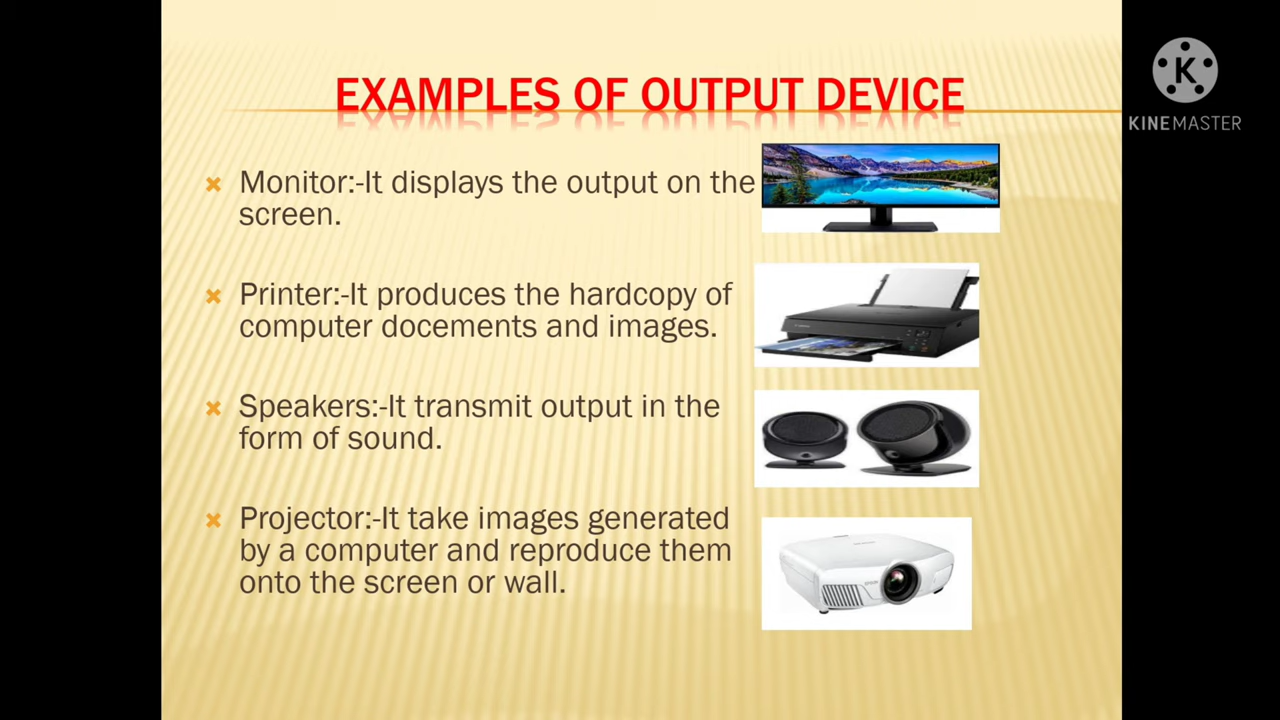 EXAMPLES OF OUTPUT DEVICE
KINEMASTER
Monitor:-It displays the output on the
screen.
Printer:-It produces the hardcopy of
computer docements and images.
Speakers:-It transmit output in the
form of sound.
Projector:-It take images generated
by a computer and reproduce them
onto the screen or wall.